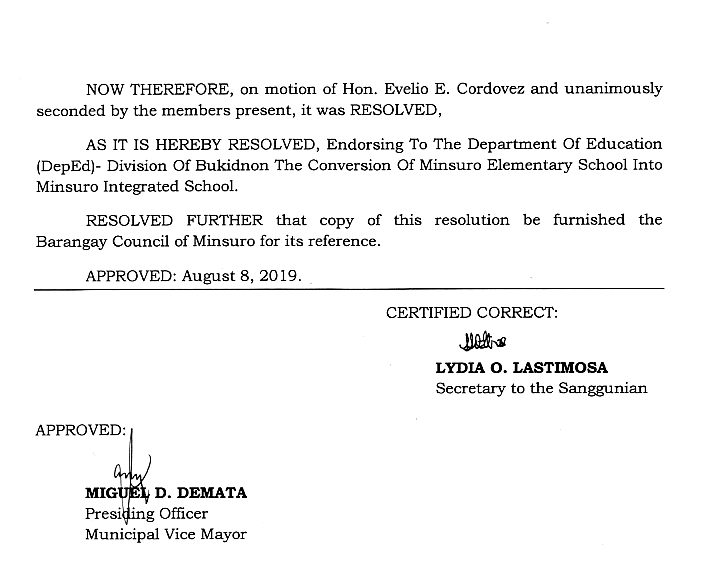 NOW THEREFORE, on motion of Hon. Evelio E. Cordovez and unanimously
seconded by the members present, it was RESOLVED,
AS IT IS HEREBY RESOLVED, Endorsing To The Department Of Education
(DepEd)- Division Of Bukidnon The Conversion Of Minsuro Elementary School Into
Minsuro Integrated School.
RESOLVED FURTHER that copy of this resolution be furnished the
Barangay Council of Minsuro for its reference.
APPROVED: August 8, 2019.
CERTIFIED CORRECT:
LYDIA O. LASTIMOSA
Secretary to the Sanggunian
APPROVED:
MIGUEL D. DEMATA
Presiding Officer
Municipal Vice Mayor